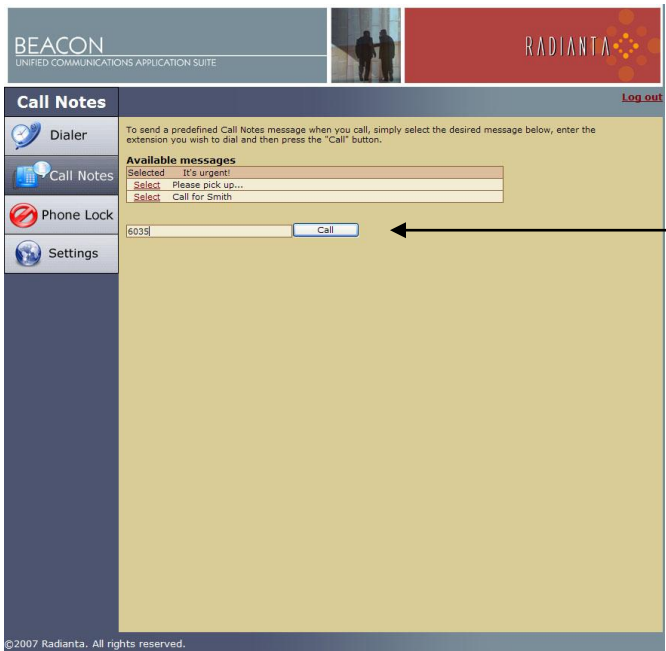 BEACON
UNIFIED COMMUNICATIONS APPLICATION SUITE
RADIANTA
Call Notes
Log out
Dialer
Call Notes
Phone Lock
Settings
To send a predefined Call Notes message when you call, simply select the desired message below, enter the
extension you wish to dial and then press the "Call" button.
Available messages
Selected It's urgent!
Select Please pick up...
Select Call for Smith
6035 Call
©2007 Radianta. All rights reserved.